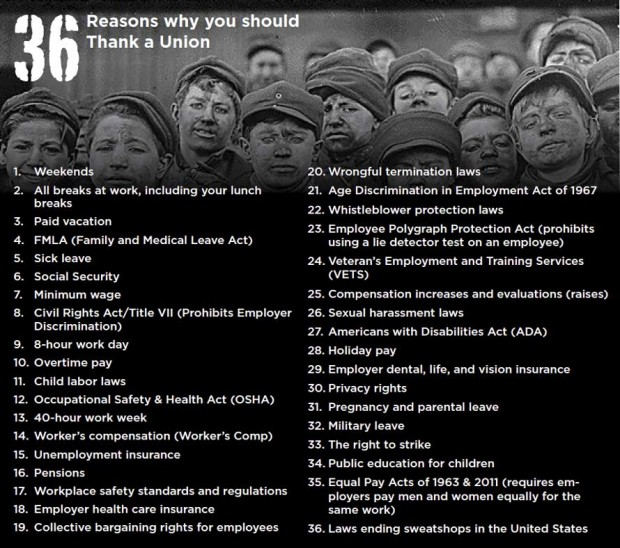 36 Reasons why you should
Thank a Union
1. Weekends
2. All breaks at work, including your lunch
breaks
3. Paid vacation
4. FMLA (Family and Medical Leave Act)
5. Sick leave
6. Social Security
7. Minimum wage
8. Civil Rights Act/Title VII (Prohibits Employer
Discrimination)
9. 8-hour work day
10. Overtime pay
11. Child labor laws
12. Occupational Safety & Health Act (OSHA)
13. 40-hour work week
14. Worker's compensation (Worker's Comp)
15. Unemployment insurance
16. Pensions
17. Workplace safety standards and regulations
18. Employer health care insurance
19. Collective bargaining rights for employees
20. Wrongful termination laws
21. Age Discrimination in Employment Act of 1967
22. Whistleblower protection laws
23. Employee Polygraph Protection Act (prohibits
using a lie detector test on an employee)
24. Veteran's Employment and Training Services
(VETS)
25. Compensation increases and evaluations (raises)
26. Sexual harassment laws
27. Americans with Disabilities Act (ADA)
28. Holiday pay
29. Employer dental, life, and vision insurance
30. Privacy rights
31. Pregnancy and parental leave
32. Military leave
33. The right to strike
34. Public education for children
35. Equal Pay Acts of 1963 & 2011 (requires em-
ployers pay men and women equally for the
same work)
36. Laws ending sweatshops in the United States